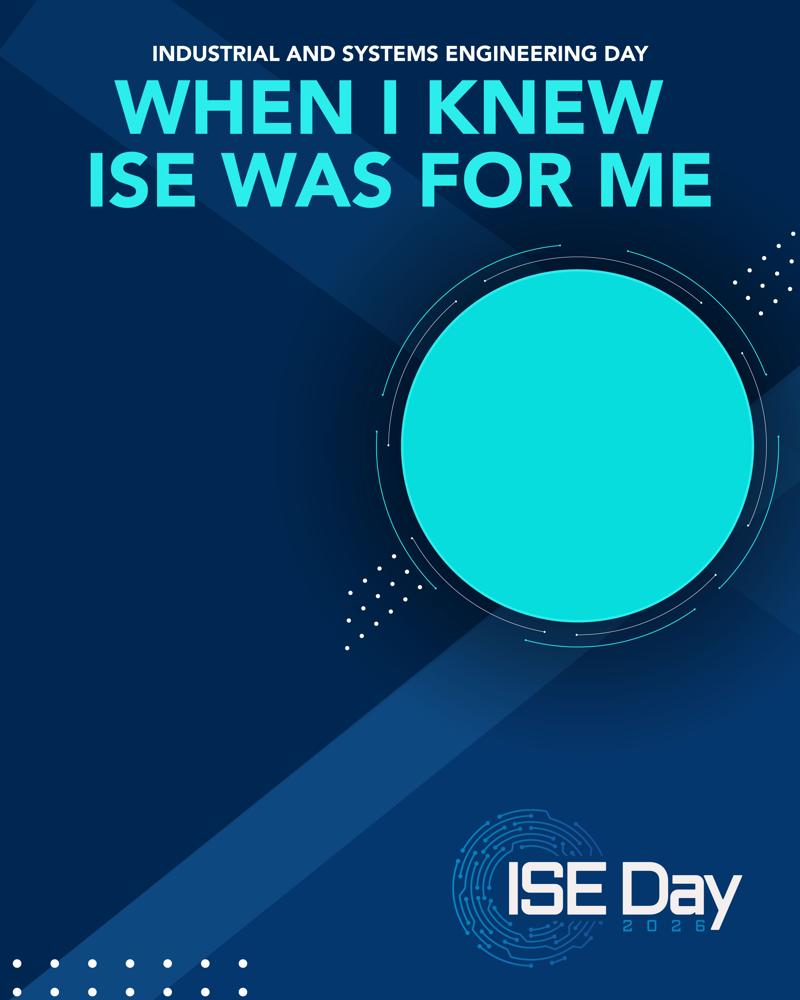 INDUSTRIAL AND SYSTEMS ENGINEERING DAY
WHEN I KNEW
ISE WAS FOR ME
ISE Day
2026